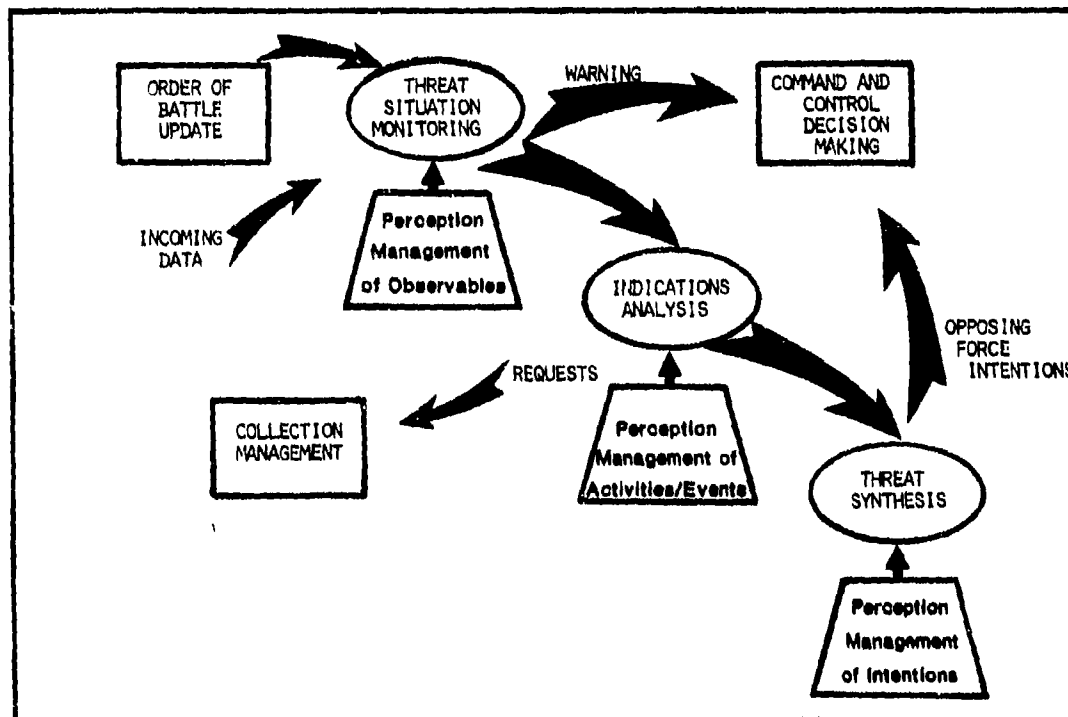 ORDER OF
BATTLE
UPDATE
THREAT
SITUATION
MONITORING
WARNING
COMMAND AND
CONTROL
DECISION
MAKING
INCOMING
DATA
Perception
Management
of Observables
INDICATIONS
ANALYSIS
OPPOSING
FORCE
INTENTIONS
REQUESTS
COLLECTION
MANAGEMENT
Perception
Management of
Activities/Events
THREAT
SYNTHESIS
Perception
Management
of Intentions